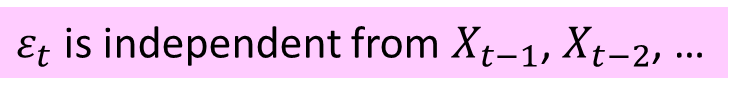 𝜀ₜ is independent from 𝑋ₜ₋₁, 𝑋ₜ₋₂, …